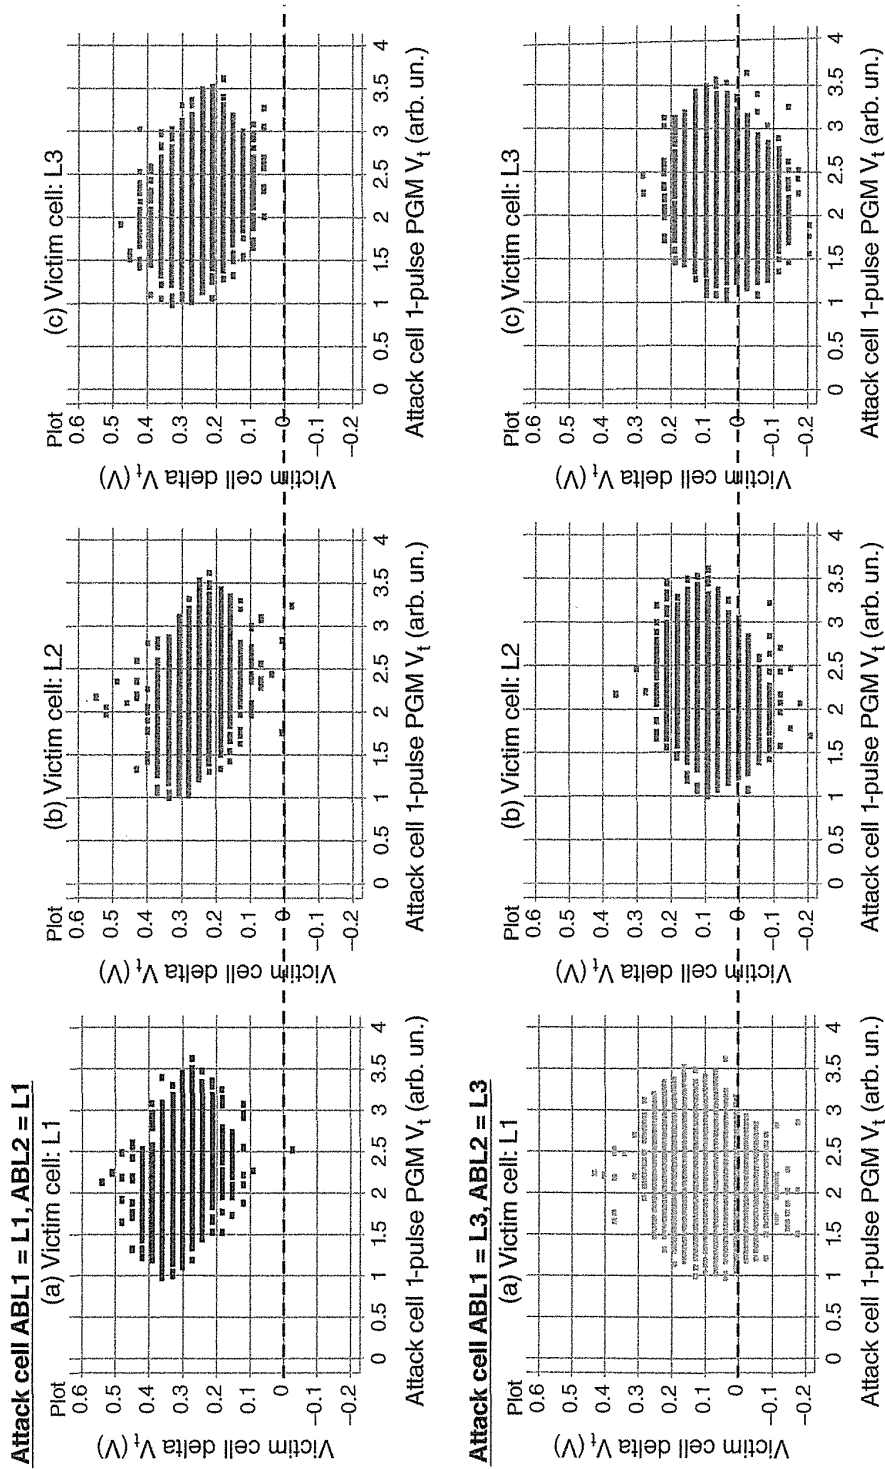 Attack cell ABL1 = L1, ABL2 = L1
(a) Victim cell: L1
Plot
0.6
0.5
0.4
0.3
0.2
0.1
0
−0.1
−0.2
Victim cell delta Vt (V)
0 0.5 1 1.5 2 2.5 3 3.5 4
Attack cell 1-pulse PGM Vt (arb. un.)
(b) Victim cell: L2
Plot
0.6
0.5
0.4
0.3
0.2
0.1
0
−0.1
−0.2
Victim cell delta Vt (V)
0 0.5 1 1.5 2 2.5 3 3.5 4
Attack cell 1-pulse PGM Vt (arb. un.)
(c) Victim cell: L3
Plot
0.6
0.5
0.4
0.3
0.2
0.1
0
−0.1
−0.2
Victim cell delta Vt (V)
0 0.5 1 1.5 2 2.5 3 3.5 4
Attack cell 1-pulse PGM Vt (arb. un.)
Attack cell ABL1 = L3, ABL2 = L3
(a) Victim cell: L1
Plot
0.6
0.5
0.4
0.3
0.2
0.1
0
−0.1
−0.2
Victim cell delta Vt (V)
0 0.5 1 1.5 2 2.5 3 3.5 4
Attack cell 1-pulse PGM Vt (arb. un.)
(b) Victim cell: L2
Plot
0.6
0.5
0.4
0.3
0.2
0.1
0
−0.1
−0.2
Victim cell delta Vt (V)
0 0.5 1 1.5 2 2.5 3 3.5 4
Attack cell 1-pulse PGM Vt (arb. un.)
(c) Victim cell: L3
Plot
0.6
0.5
0.4
0.3
0.2
0.1
0
−0.1
−0.2
Victim cell delta Vt (V)
0 0.5 1 1.5 2 2.5 3 3.5 4
Attack cell 1-pulse PGM Vt (arb. un.)